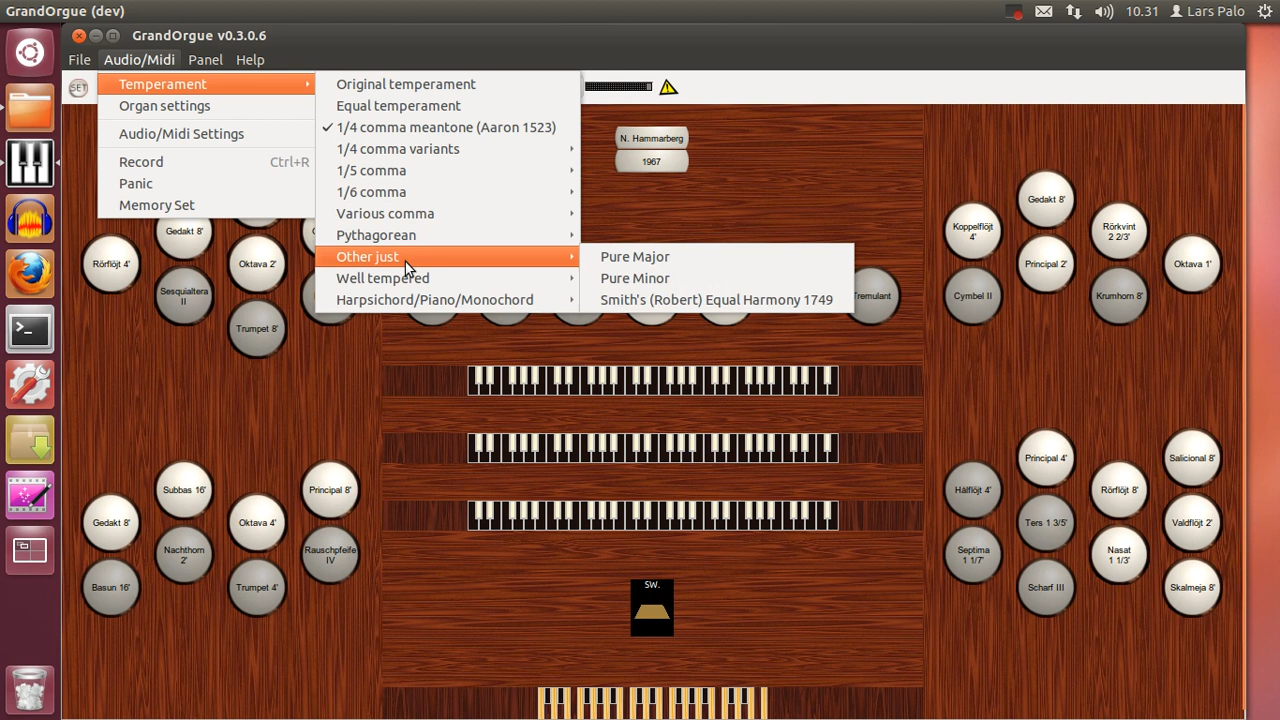 GrandOrgue (dev)
10.31
Lars Palo
GrandOrgue v0.3.0.6
File
Audio/Midi
Panel
Help
SET
Temperament
Organ settings
Audio/Midi Settings
Record Ctrl+R
Panic
Memory Set
Original temperament
Equal temperament
1/4 comma meantone (Aaron 1523)
1/4 comma variants
1/5 comma
1/6 comma
Various comma
Pythagorean
Other just
Well tempered
Harpsichord/Piano/Monochord
Pure Major
Pure Minor
Smith's (Robert) Equal Harmony 1749
N. Hammarberg
1967
Gedakt 8'
Rörflöjt 4'
Oktava 2'
Sesquialtera
II
Trumpet 8'
Tremulant
Gedakt 8'
Koppelflöjt
4'
Rörkvint
2 2/3'
Principal 2'
Oktava 1'
Cymbel II
Krumhorn 8'
Subbas 16'
Principal 8'
Gedakt 8'
Oktava 4'
Nachthorn
2'
Rauschpfeife
IV
Basun 16'
Trumpet 4'
Principal 4'
Salicional 8'
Hålflöjt 4'
Rörflöjt 8'
Ters 1 3/5'
Valdflöjt 2'
Septima
1 1/7'
Nasat
1 1/3'
Scharf III
Skalmeja 8'
SW.